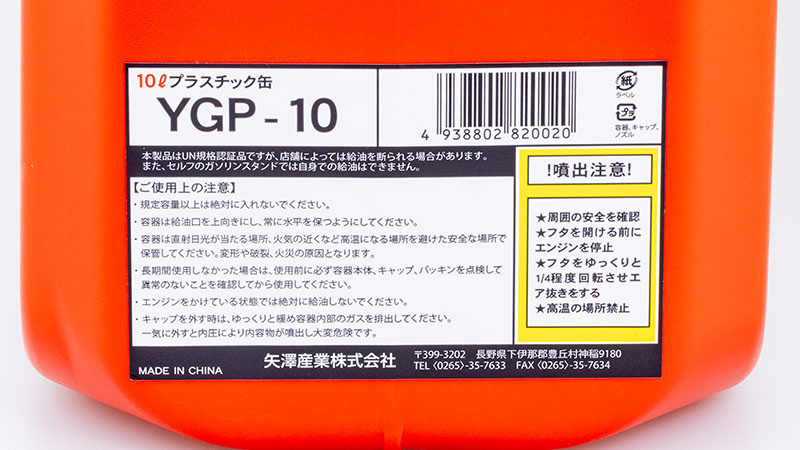 10ℓプラスチック缶
YGP - 10
4 938802 820020
紙
ラベル
プラ
容器、キャップ、
ノズル
本製品はUN規格認証品ですが、店舗によっては給油を断られる場合があります。
また、セルフのガソリンスタンドでは自身での給油はできません。
【ご使用上の注意】
・規定容量以上は絶対に入れないでください。
・容器は給油口を上向きにし、常に水平を保つようにしてください。
・容器は直射日光が当たる場所、火気の近くなど高温になる場所を避けた安全な場所で
保管してください。変形や破裂、火災の原因となります。
・長期間使用しなかった場合は、使用前に必ず容器本体、キャップ、パッキンを点検して
異常のないことを確認してから使用してください。
・エンジンをかけている状態では絶対に給油しないでください。
・キャップを外す時は、ゆっくりと緩め容器内部のガスを排出してください。
一気に外すと内圧により内容物が噴出し大変危険です。
!噴出注意!
★周囲の安全を確認
★フタを開ける前に
エンジンを停止
★フタをゆっくりと
1/4程度回転させエ
ア抜きをする
★高温の場所禁止
MADE IN CHINA
矢澤産業株式会社
〒399-3202 長野県下伊那郡豊丘村神稲9180
TEL〈0265〉-35-7633 FAX〈0265〉-35-7634